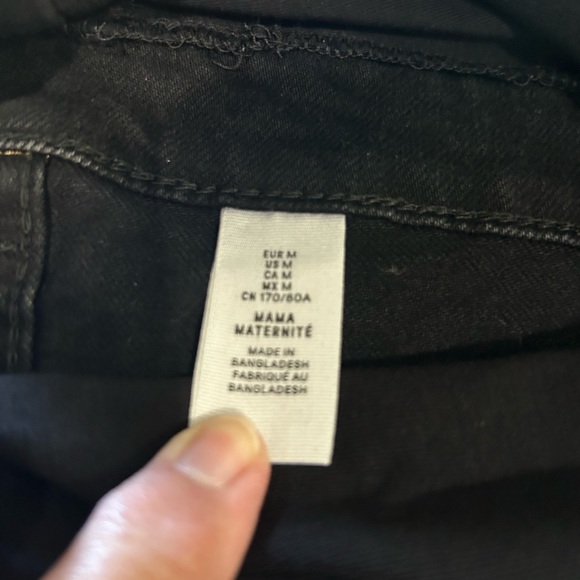 EUR M
US M
CA M
MX M
CN 170/80A
MAMA
MATERNITÉ
MADE IN
BANGLADESH
FABRIQUÉ AU
BANGLADESH